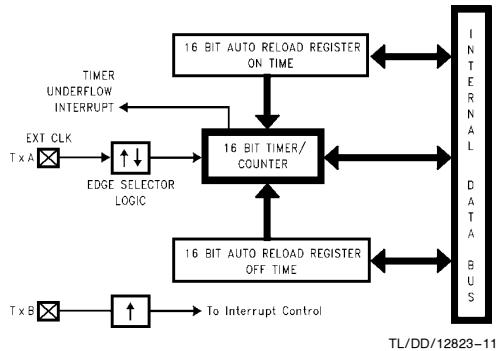 16 BIT AUTO RELOAD REGISTER
ON TIME
TIMER
UNDERFLOW
INTERRUPT
EXT CLK
TxA
EDGE SELECTOR
LOGIC
16 BIT TIMER/
COUNTER
16 BIT AUTO RELOAD REGISTER
OFF TIME
TxB
To Interrupt Control
INTERNAL DATA BUS
TL/DD/12823–11